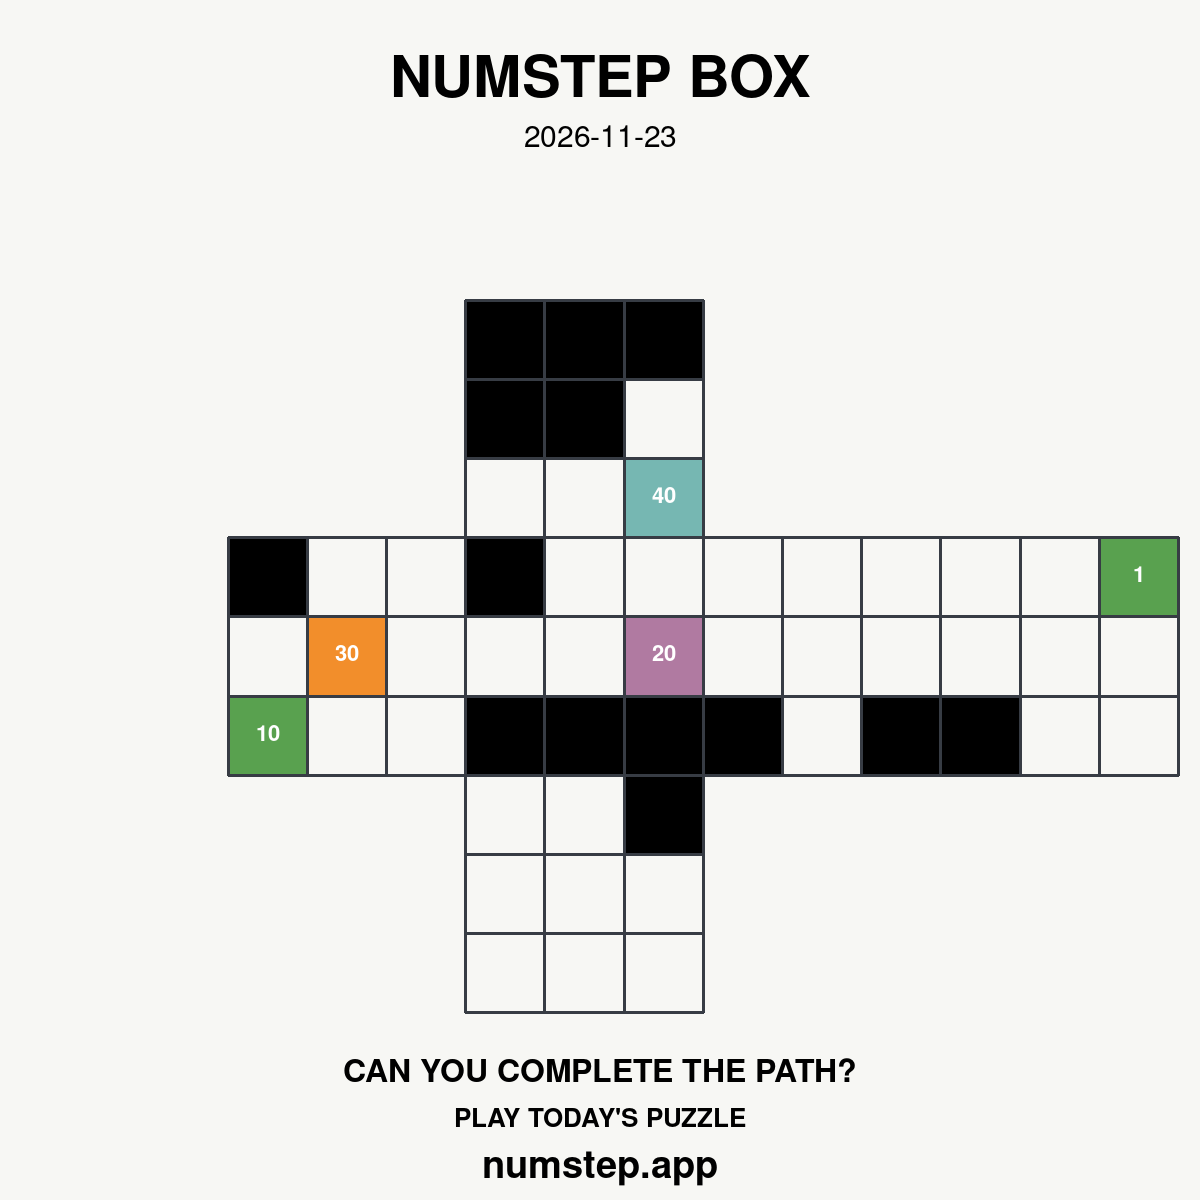 NUMSTEP BOX
2026-11-23
40
1
30
20
10
CAN YOU COMPLETE THE PATH?
PLAY TODAY'S PUZZLE
numstep.app